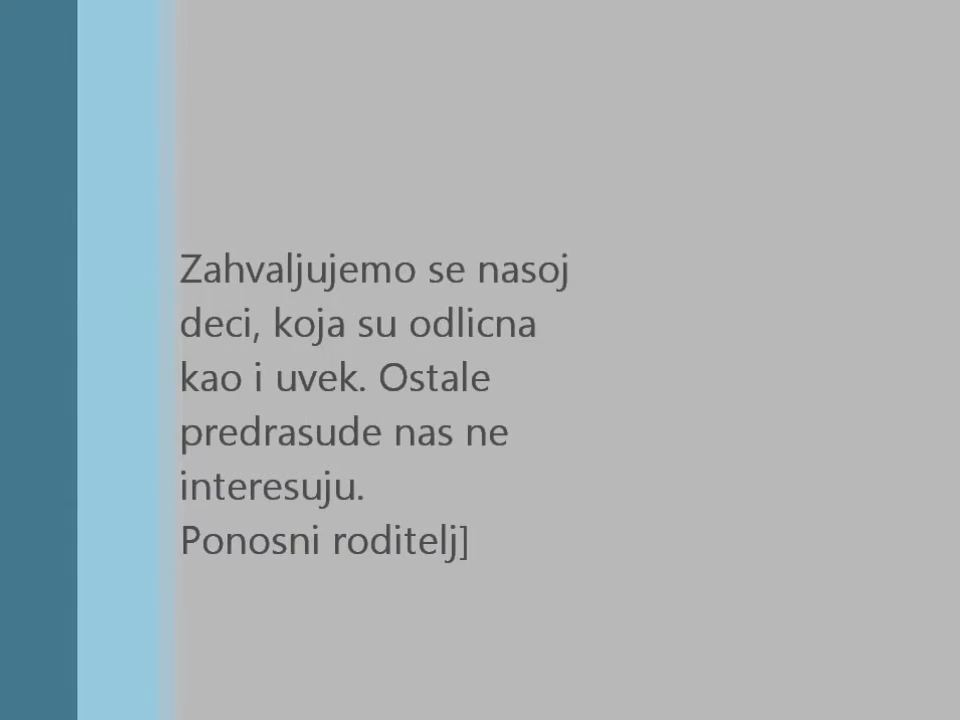 Zahvaljujemo se nasoj
deci, koja su odlicna
kao i uvek. Ostale
predrasude nas ne
interesuju.
Ponosni roditelj]